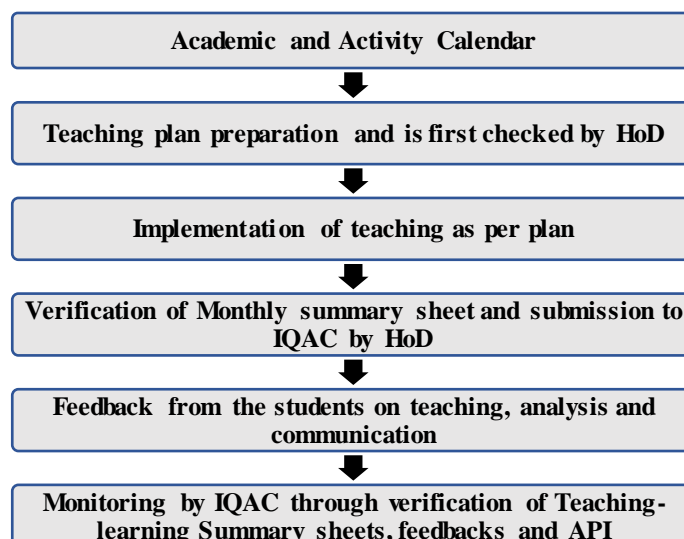 Academic and Activity Calendar
Teaching plan preparation and is first checked by HoD
Implementation of teaching as per plan
Verification of Monthly summary sheet and submission to
IQAC by HoD
Feedback from the students on teaching, analysis and
communication
Monitoring by IQAC through verification of Teaching-
learning Summary sheets, feedbacks and API